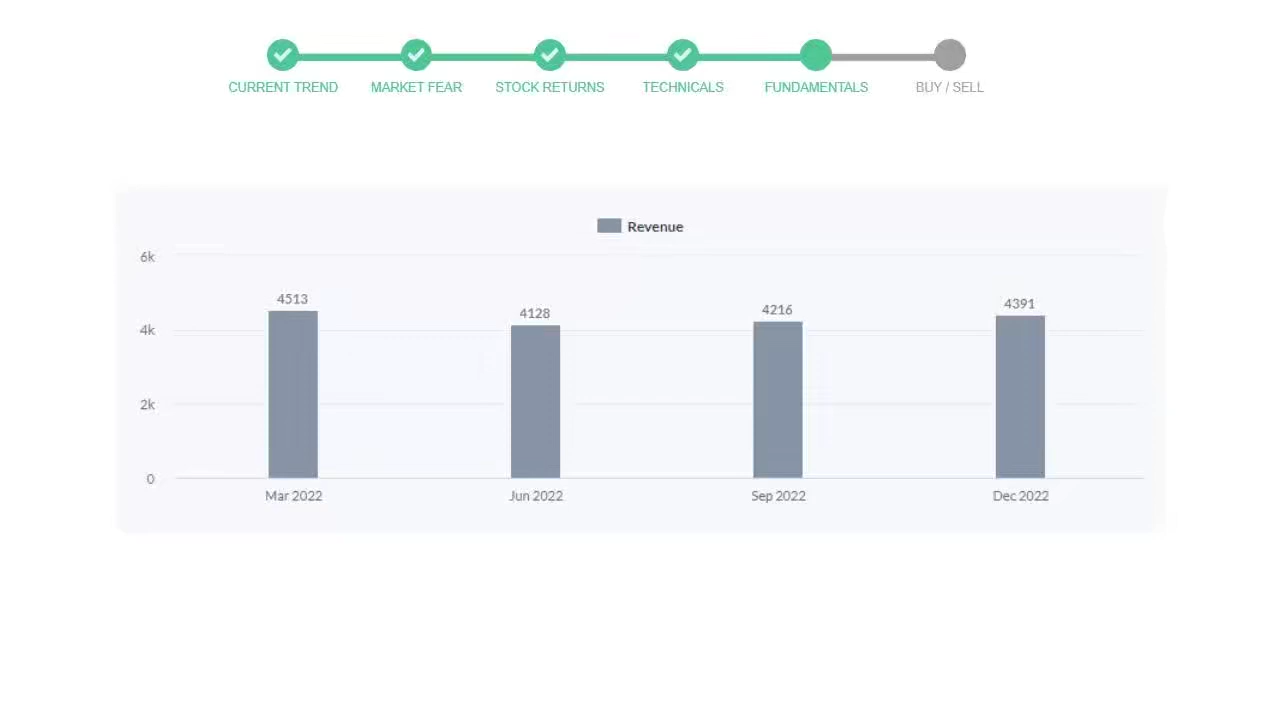 CURRENT TREND MARKET FEAR STOCK RETURNS TECHNICALS FUNDAMENTALS BUY / SELL
Revenue
6k
4513
4128
4216
4391
4k
2k
0
Mar 2022 Jun 2022 Sep 2022 Dec 2022